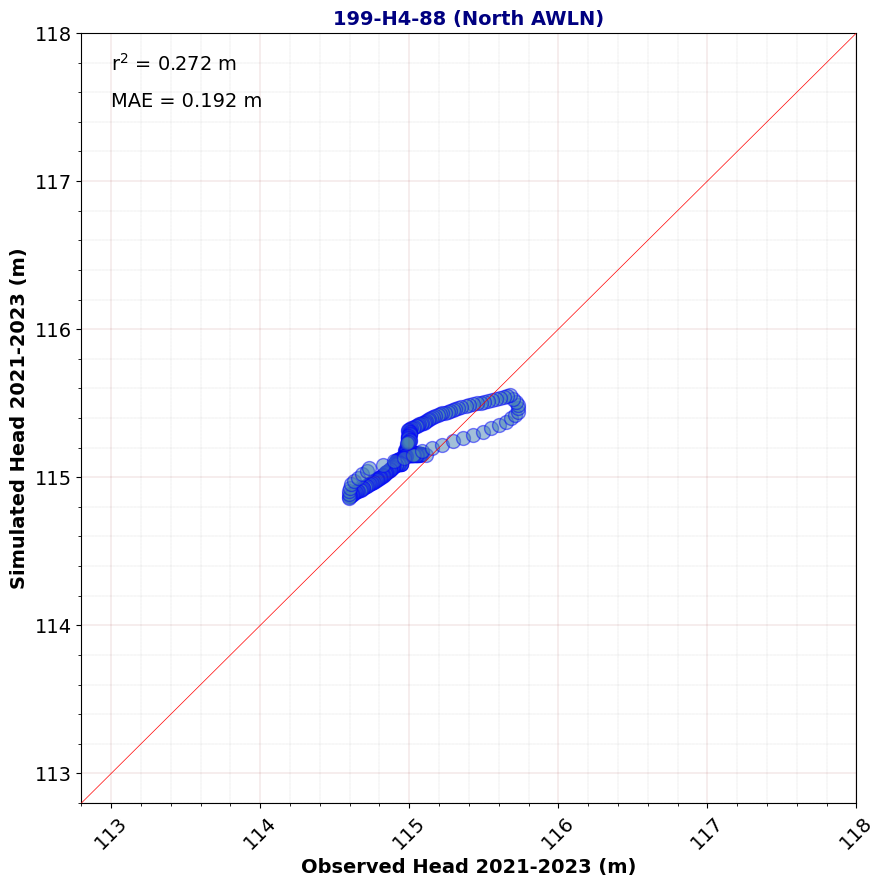 199-H4-88 (North AWLN)
118
r² = 0.272 m
MAE = 0.192 m
117
116
115
114
113
Simulated Head 2021-2023 (m)
113 114 115 116 117 118
Observed Head 2021-2023 (m)